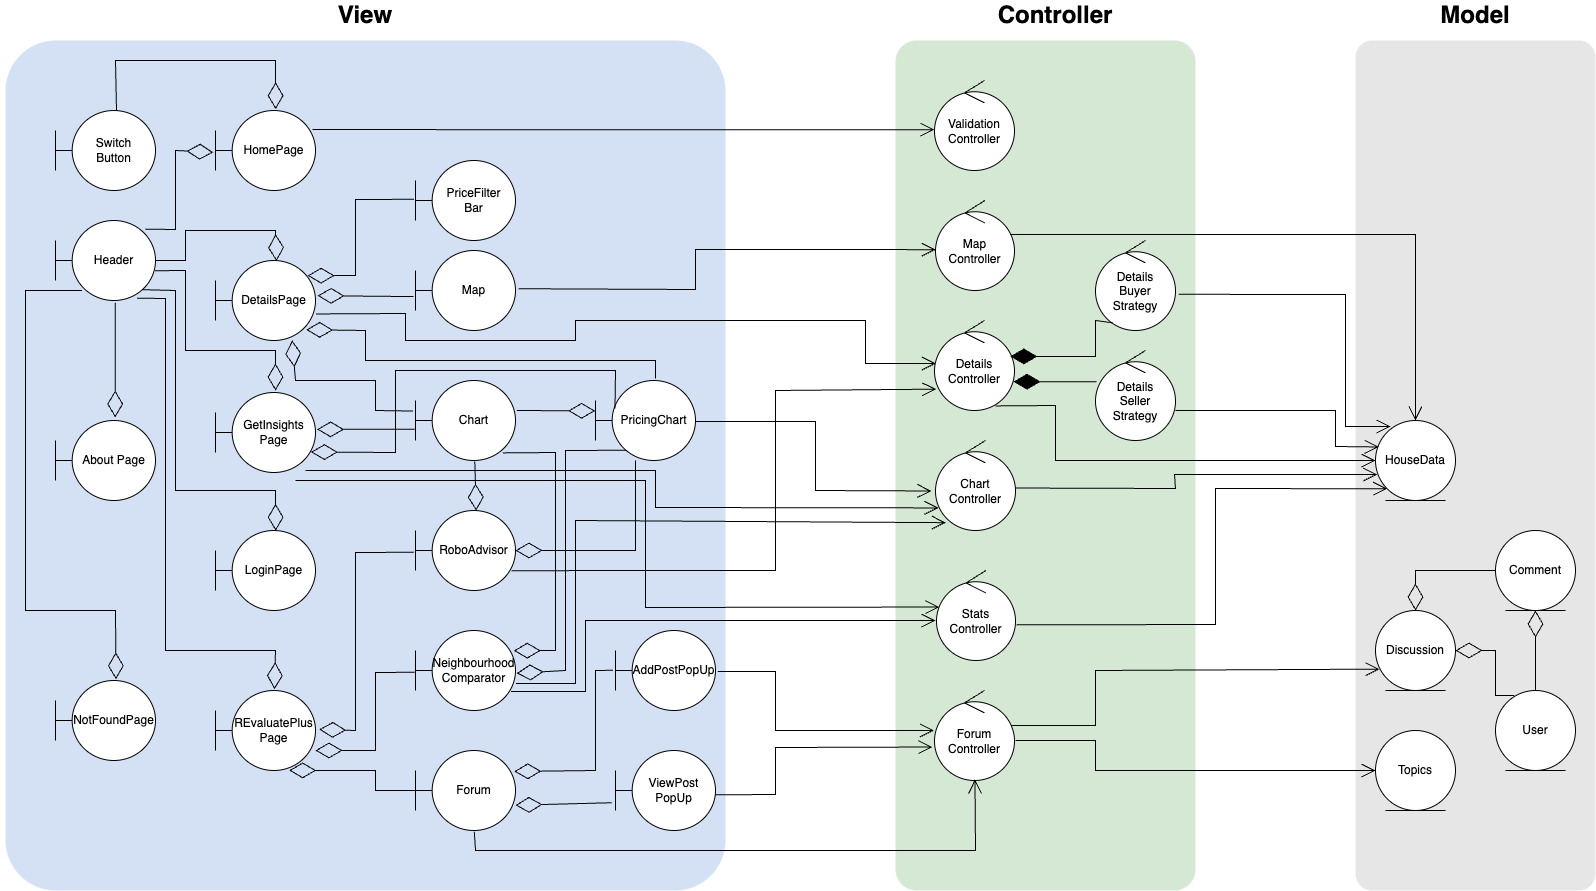 View
Controller
Model
Switch
Button
HomePage
Validation
Controller
PriceFilter
Bar
Header
DetailsPage
Map
Map
Controller
Details
Buyer
Strategy
Details
Controller
Details
Seller
Strategy
GetInsights
Page
Chart
PricingChart
About Page
HouseData
Chart
Controller
LoginPage
RoboAdvisor
Comment
Stats
Controller
Neighbourhood
Comparator
AddPostPopUp
Discussion
NotFoundPage
REvaluatePlus
Page
Forum
Controller
User
Forum
ViewPost
PopUp
Topics